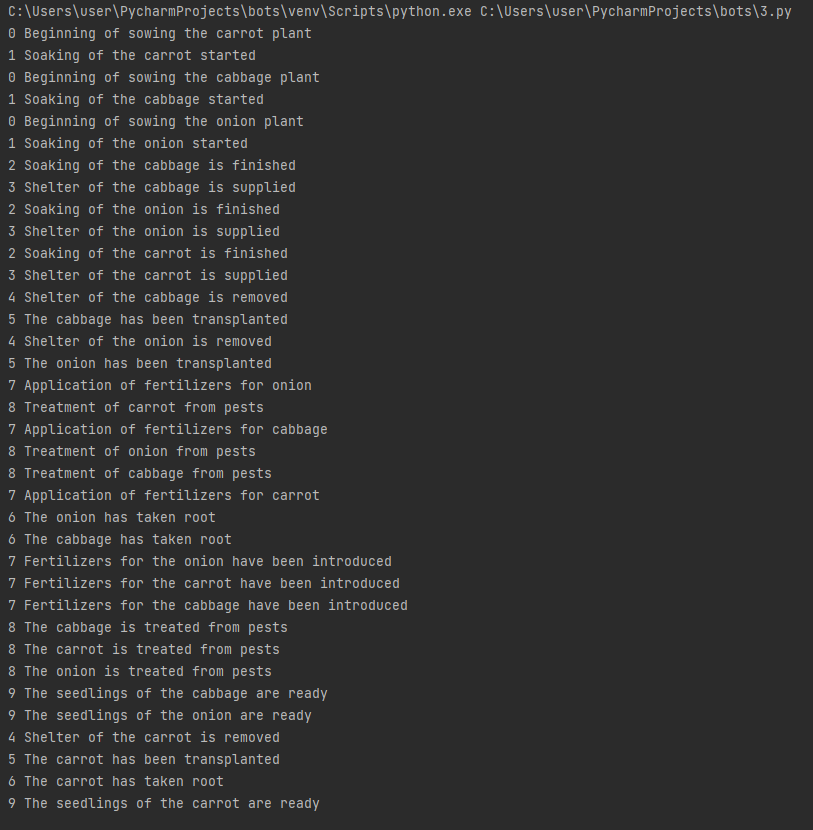 C:\Users\user\PycharmProjects\bots\venv\Scripts\python.exe C:\Users\user\PycharmProjects\bots\3.py
0 Beginning of sowing the carrot plant
1 Soaking of the carrot started
0 Beginning of sowing the cabbage plant
1 Soaking of the cabbage started
0 Beginning of sowing the onion plant
1 Soaking of the onion started
2 Soaking of the cabbage is finished
3 Shelter of the cabbage is supplied
2 Soaking of the onion is finished
3 Shelter of the onion is supplied
2 Soaking of the carrot is finished
3 Shelter of the carrot is supplied
4 Shelter of the cabbage is removed
5 The cabbage has been transplanted
4 Shelter of the onion is removed
5 The onion has been transplanted
7 Application of fertilizers for onion
8 Treatment of carrot from pests
7 Application of fertilizers for cabbage
8 Treatment of onion from pests
8 Treatment of cabbage from pests
7 Application of fertilizers for carrot
6 The onion has taken root
6 The cabbage has taken root
7 Fertilizers for the onion have been introduced
7 Fertilizers for the carrot have been introduced
7 Fertilizers for the cabbage have been introduced
8 The cabbage is treated from pests
8 The carrot is treated from pests
8 The onion is treated from pests
9 The seedlings of the cabbage are ready
9 The seedlings of the onion are ready
4 Shelter of the carrot is removed
5 The carrot has been transplanted
6 The carrot has taken root
9 The seedlings of the carrot are ready